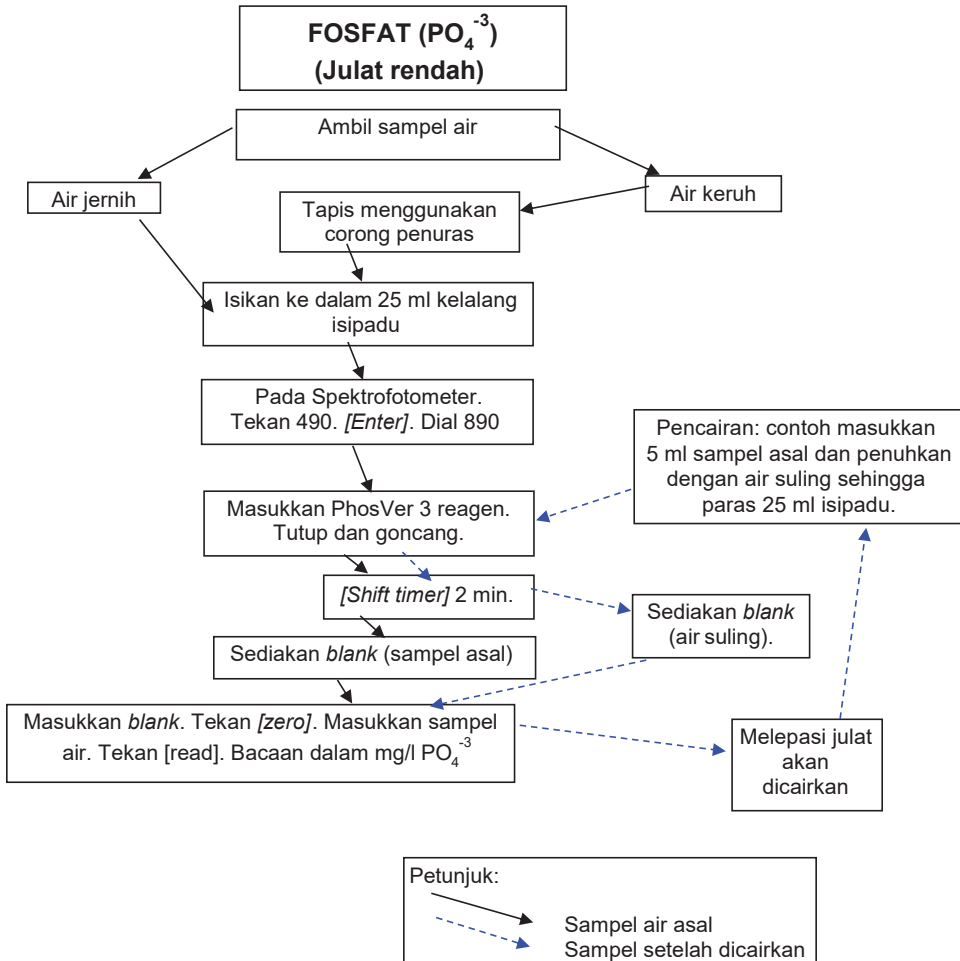 FOSFAT (PO₄⁻³)
(Julat rendah)
Ambil sampel air
Air jernih
Air keruh
Tapis menggunakan
corong penuras
Isikan ke dalam 25 ml kelalang
isipadu
Pada Spektrofotometer.
Tekan 490. [Enter]. Dial 890
Pencairan: contoh masukkan
5 ml sampel asal dan penuhkan
dengan air suling sehingga
paras 25 ml isipadu.
Masukkan PhosVer 3 reagen.
Tutup dan goncang.
[Shift timer] 2 min.
Sediakan blank
(air suling).
Sediakan blank (sampel asal)
Masukkan blank. Tekan [zero]. Masukkan sampel
air. Tekan [read]. Bacaan dalam mg/l PO₄⁻³
Melepasi julat
akan
dicairkan
Petunjuk:
Sampel air asal
Sampel setelah dicairkan